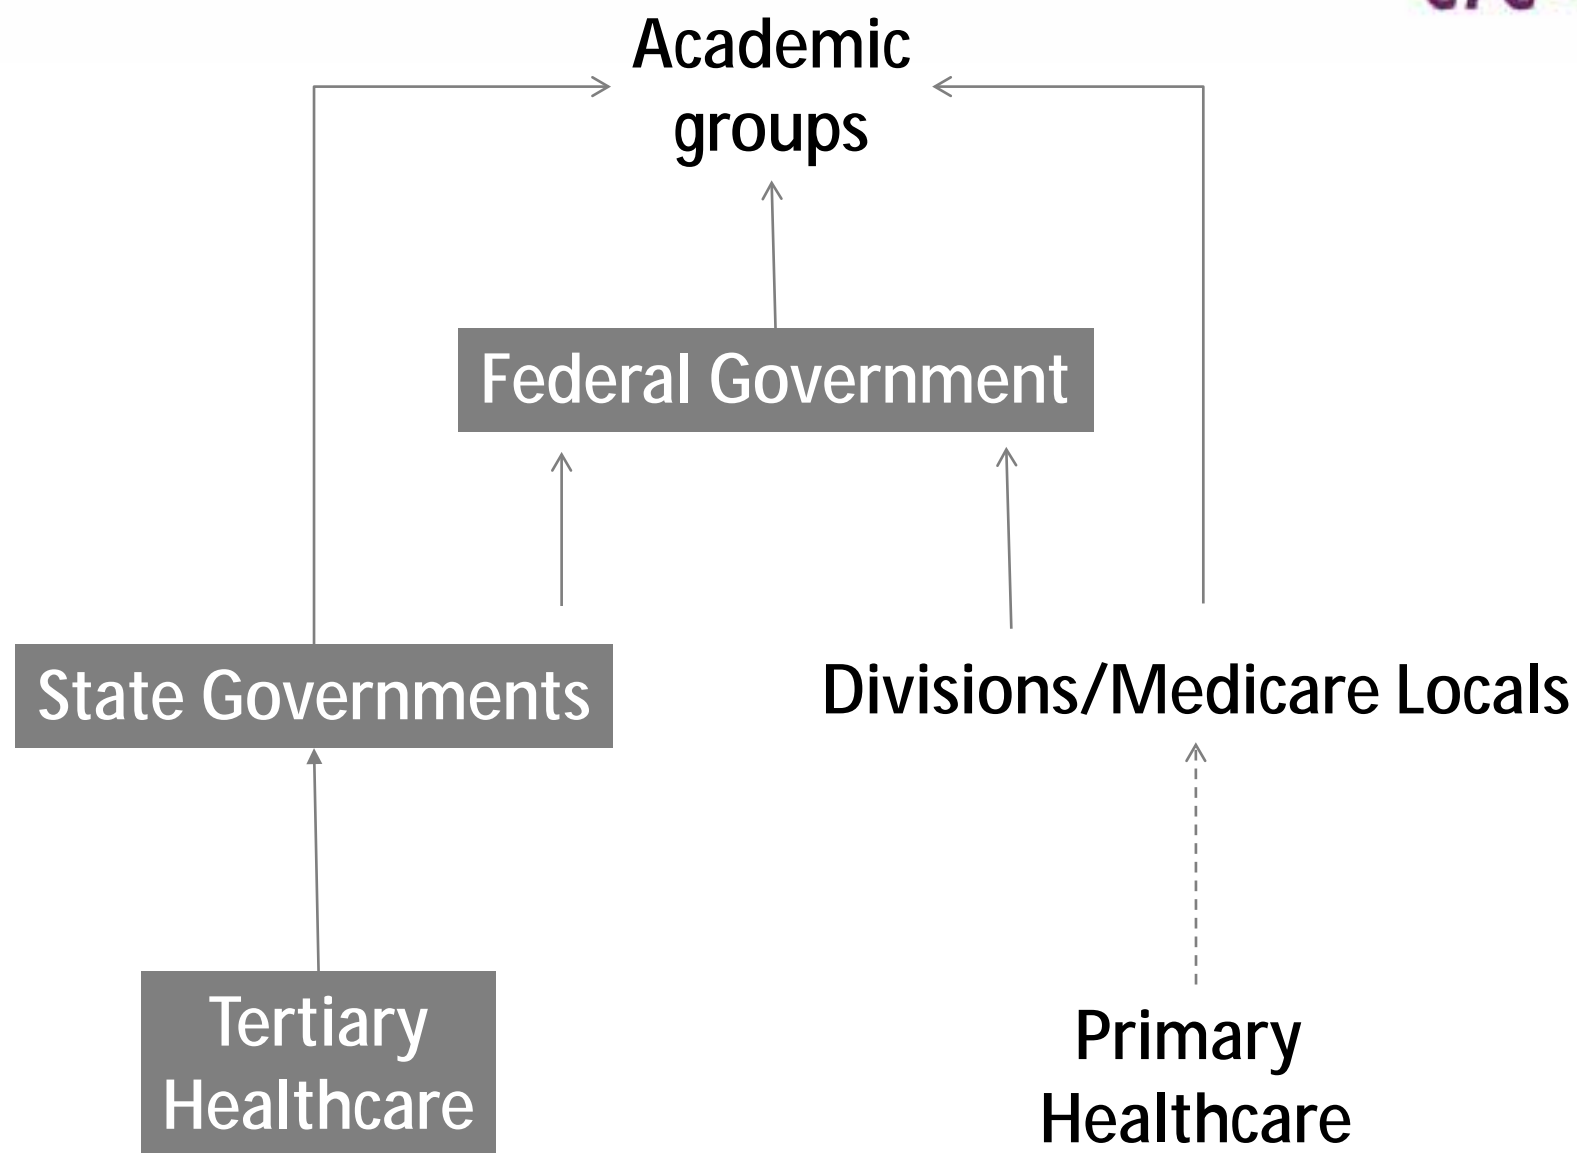 Academic
groups
Federal Government
State Governments
Divisions/Medicare Locals
Tertiary
Healthcare
Primary
Healthcare